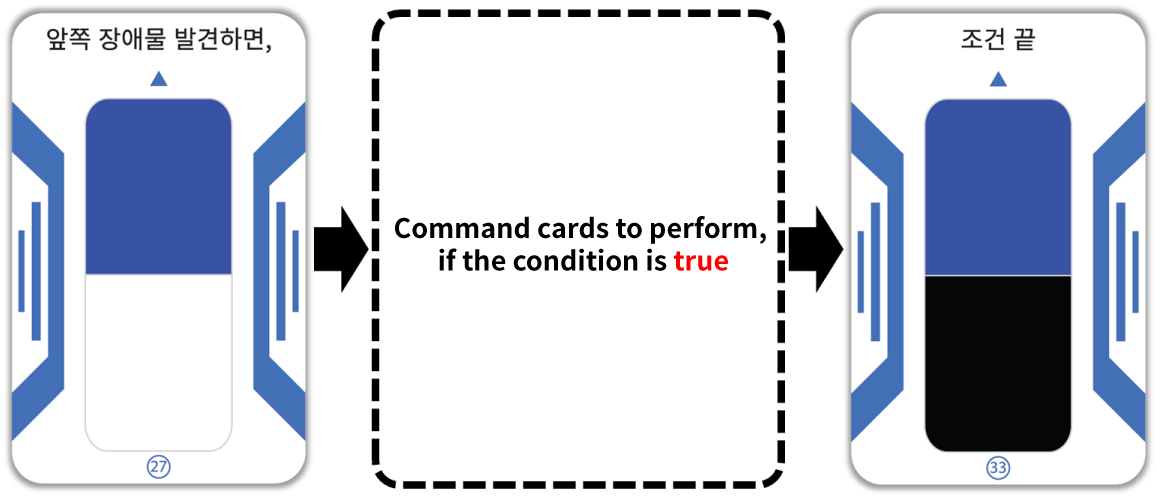 앞쪽 장애물 발견하면,
▲
㉗
Command cards to perform,
if the condition is true
조건 끝
▲
㉝